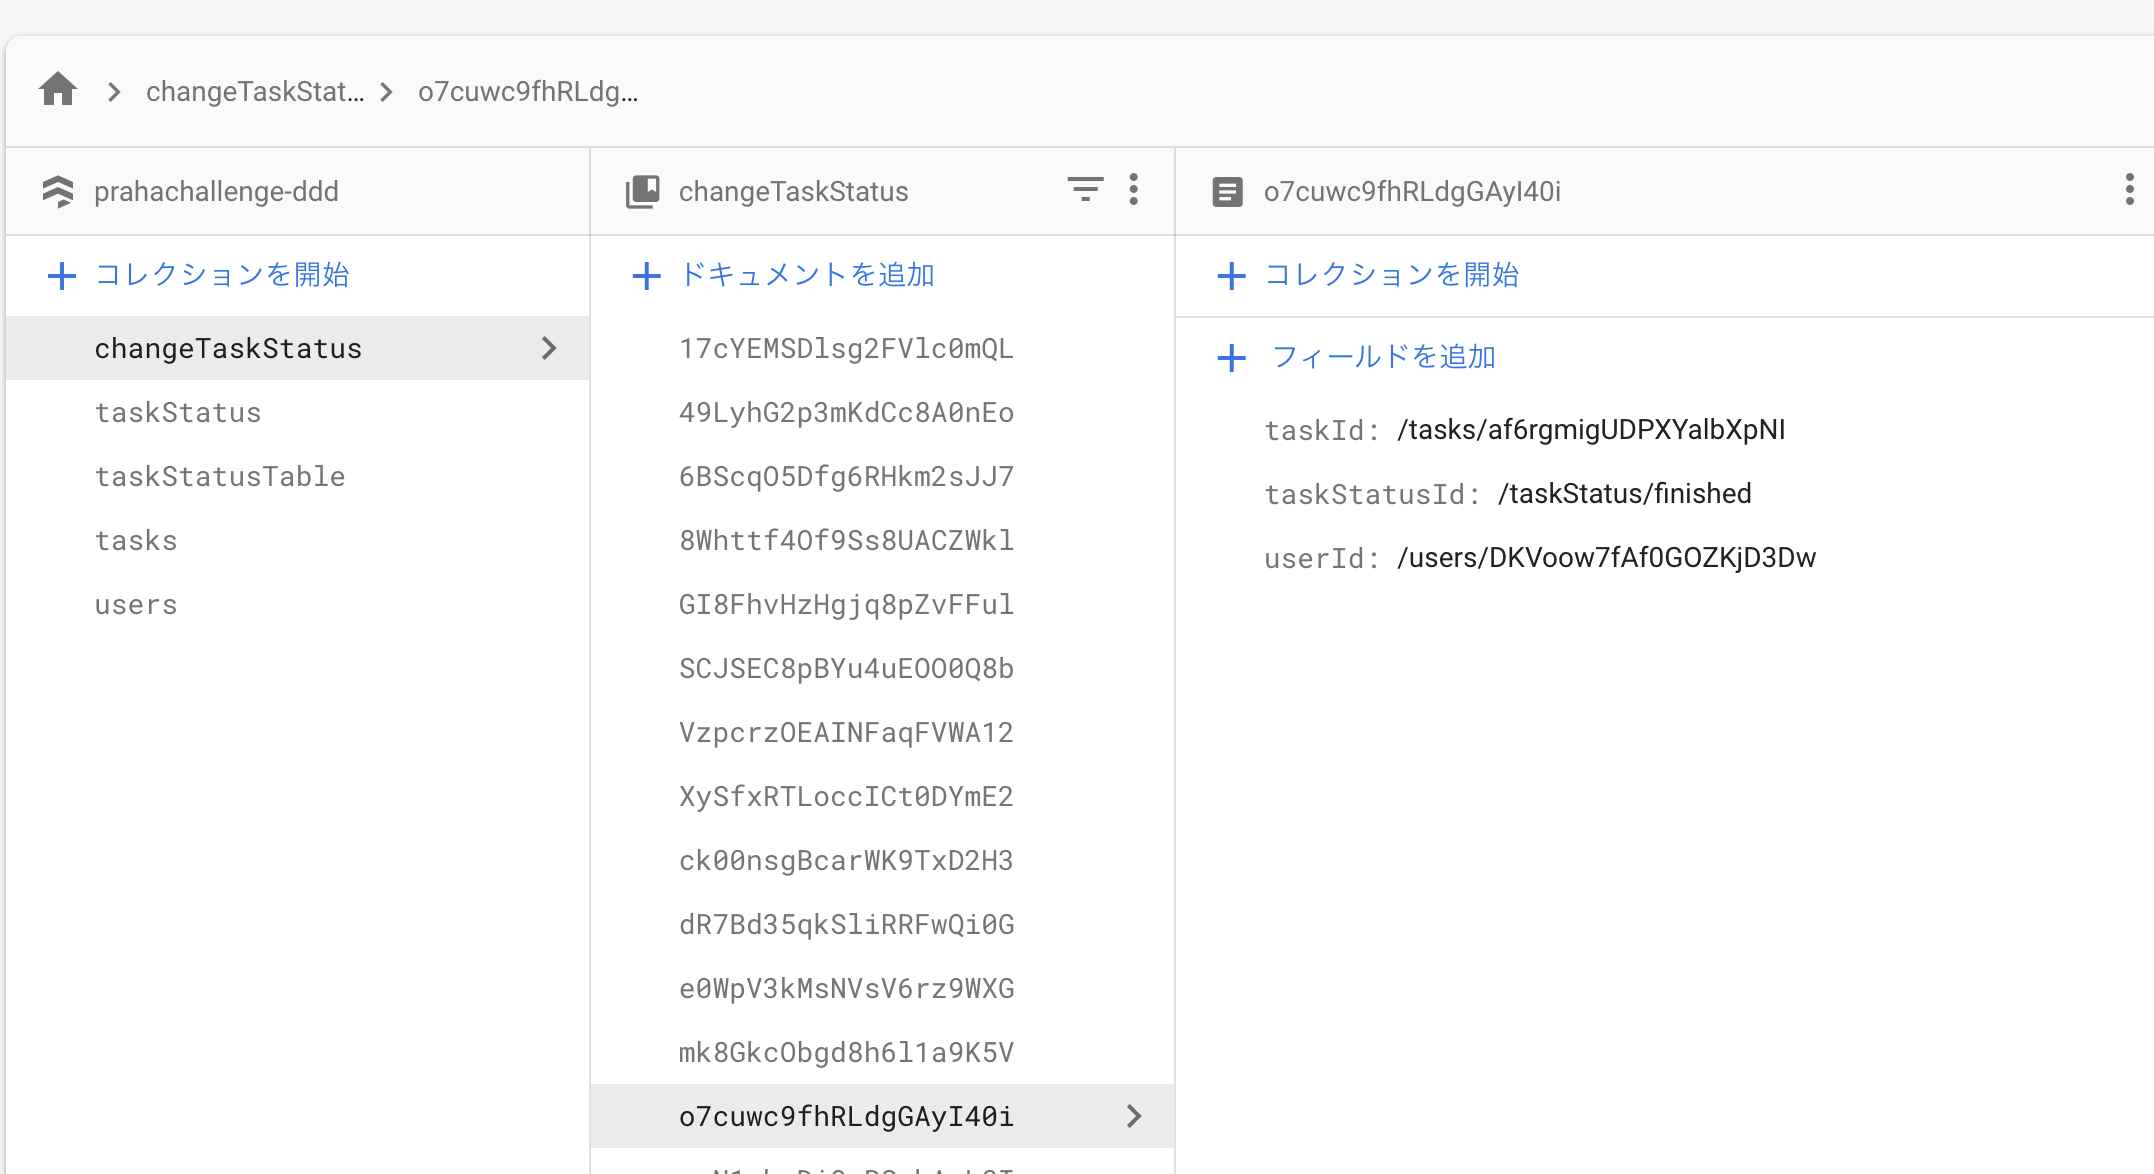 changeTaskStat... > o7cuwc9fhRLdg...
prahachallenge-ddd
コレクションを開始
changeTaskStatus
taskStatus
taskStatusTable
tasks
users
changeTaskStatus
ドキュメントを追加
17cYEMSDlsg2FVlc0mQL
49LyhG2p3mKdCc8A0nEo
6BScqO5Dfg6RHkm2sJJ7
8Whttf4Of9Ss8UACZWkl
GI8FhvHzHgjq8pZvFFul
SCJSEC8pBYu4uEOO0Q8b
VzpcrzOEAINFaqFVWA12
XySfxRTLoccICt0DYmE2
ck00nsgBcarWK9TxD2H3
dR7Bd35qkSliRRFwQi0G
e0WpV3kMsNVsV6rz9WXG
mk8GkcObgd8h6l1a9K5V
o7cuwc9fhRLdgGAyI40i
o7cuwc9fhRLdgGAyI40i
コレクションを開始
フィールドを追加
taskId: /tasks/af6rgmigUDPXYalbXpNI
taskStatusId: /taskStatus/finished
userId: /users/DKVoow7fAf0GOZKjD3Dw